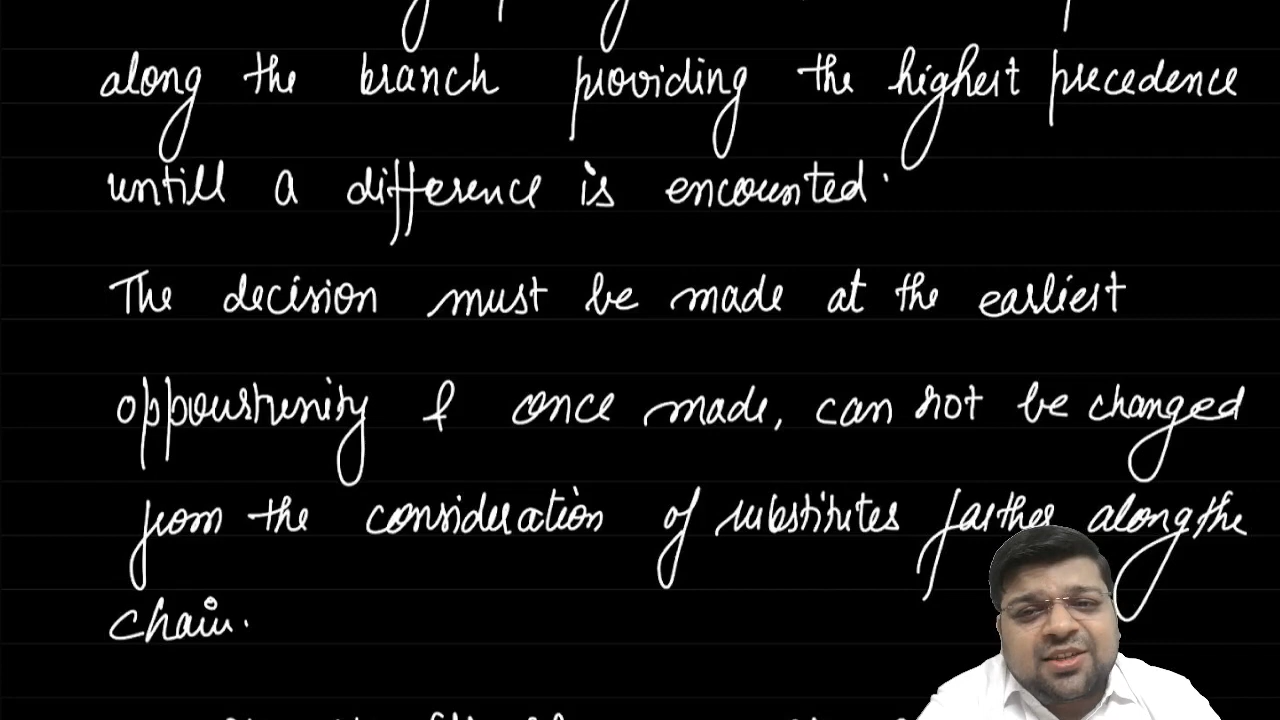 along the branch providing the highest precedence
untill a difference is encounted.
The decision must be made at the earliest
oppourtunity & once made, can not be changed
from the consideration of substitutes farther along the
chain.